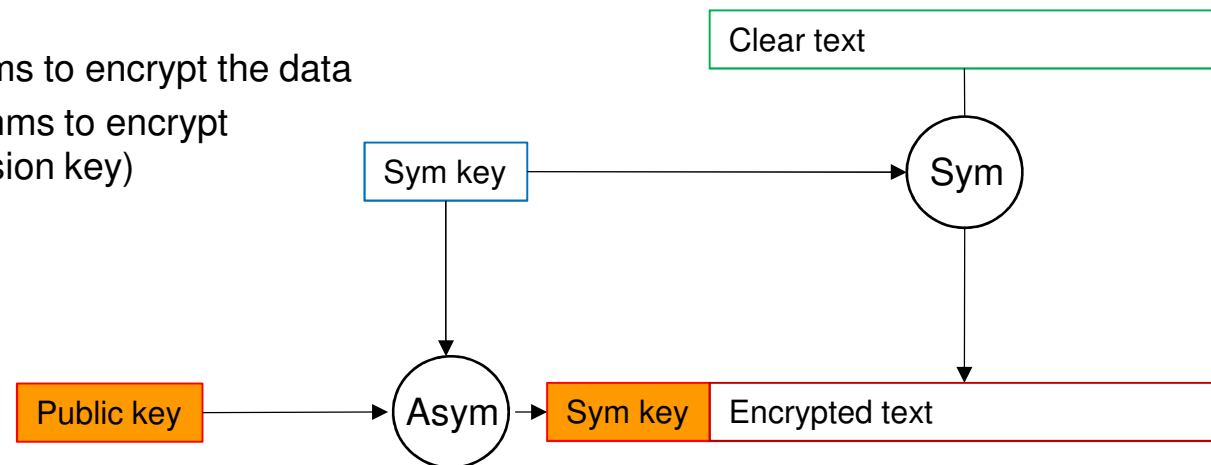 ms to encrypt the data
ms to encrypt
sion key)
Clear text
Sym key
Sym
Public key
Asym
Sym key
Encrypted text